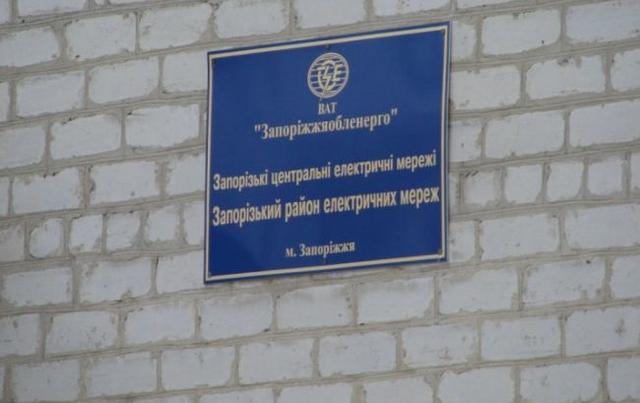 ВАТ
"Запоріжжяобленерго"
Запорізькі центральні електричні мережі
Запорізький район електричних мереж
м. Запоріжжя